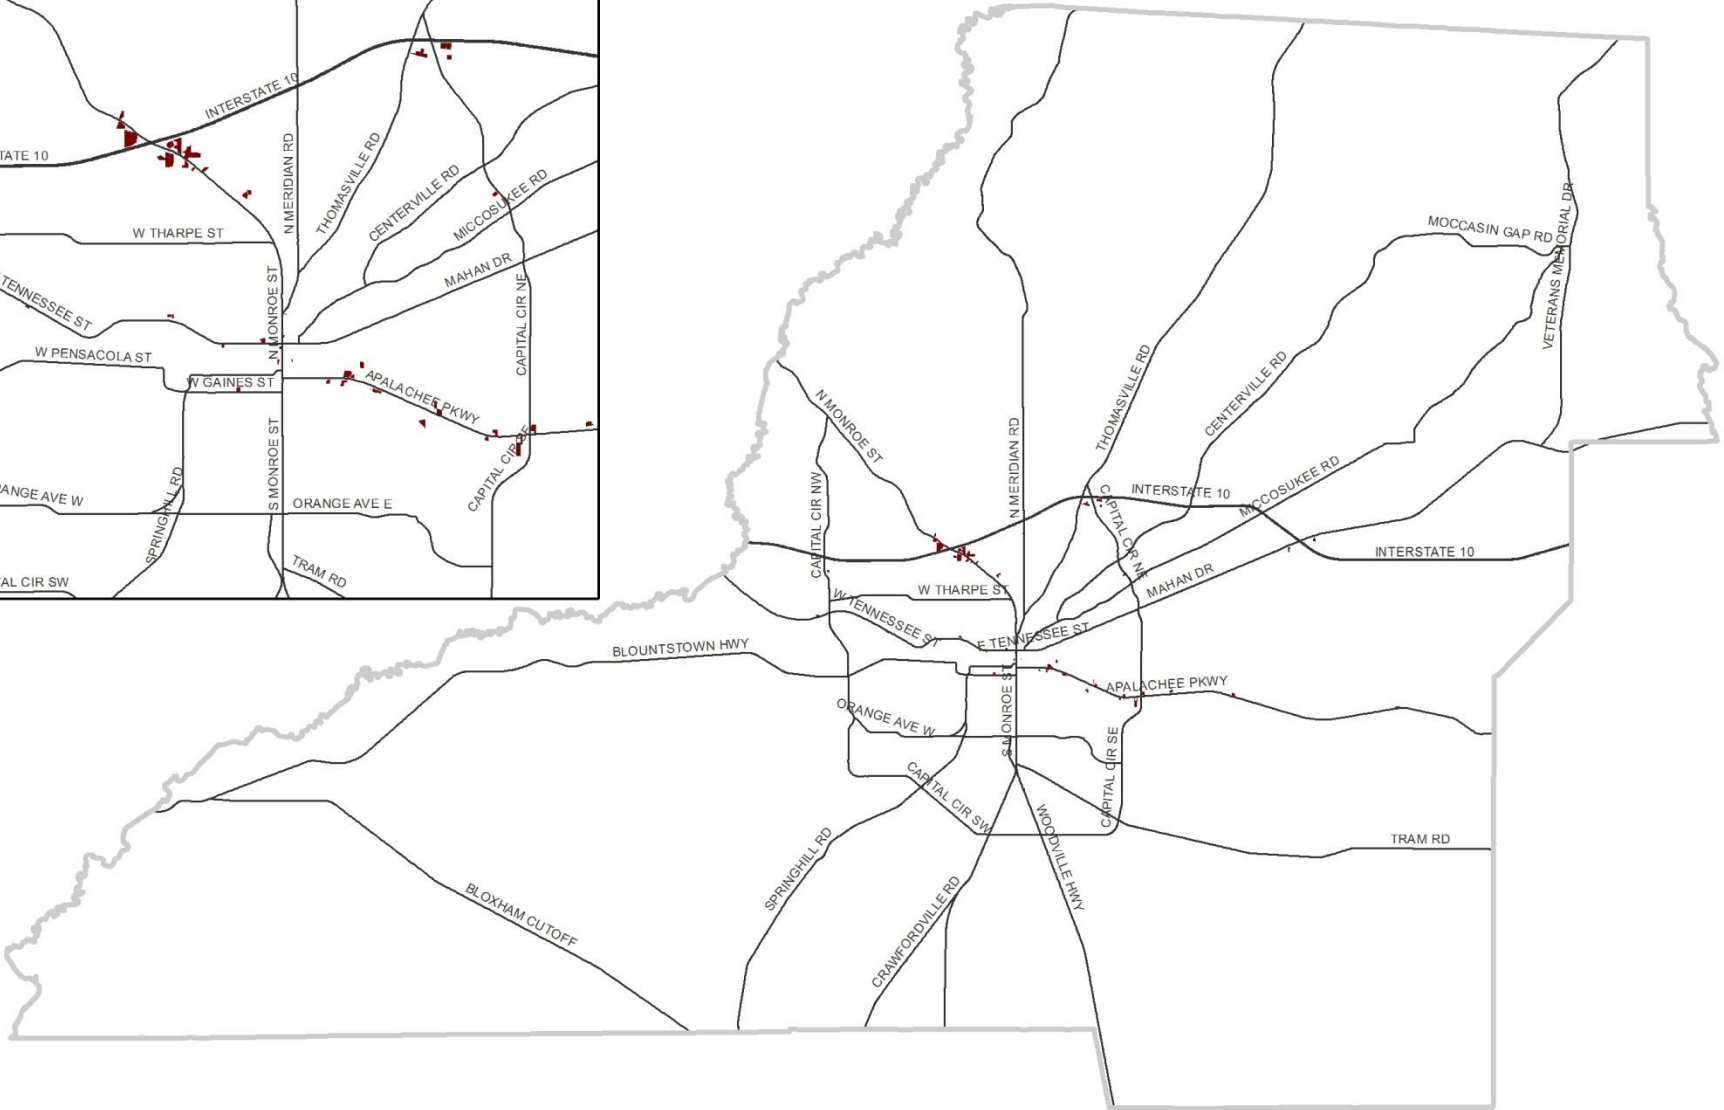 INTERSTATE 10
TATE 10
N MERIDIAN RD
THOMASVILLE RD
CENTERVILLE RD
MICCOSUKEE RD
W THARPE ST
MAHAN DR
TENNESSEE ST
N MONROE ST
CAPITAL CIR NE
W PENSACOLA ST
W GAINES ST
APALACHEE PKWY
CAPITAL CIR SE
S MONROE ST
SPRINGHILL RD
ANGE AVE W
ORANGE AVE E
TRAM RD
AL CIR SW
MOCCASIN GAP RD
VETERANS MEMORIAL DR
THOMASVILLE RD
CENTERVILLE RD
N MONROE ST
N MERIDIAN RD
MICCOSUKEE RD
INTERSTATE 10
CAPITAL CIR NW
CAPITAL CIR NE
INTERSTATE 10
W THARPE ST
MAHAN DR
W TENNESSEE ST
E TENNESSEE ST
BLOUNTSTOWN HWY
APALACHEE PKWY
ORANGE AVE W
S MONROE ST
CAPITAL CIR SE
CAPITAL CIR SW
WOODVILLE HWY
TRAM RD
SPRINGHILL RD
CRAWFORDVILLE RD
BLOXHAM CUTOFF